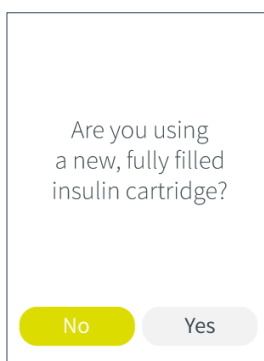 Are you using
a new, fully filled
insulin cartridge?
No
Yes